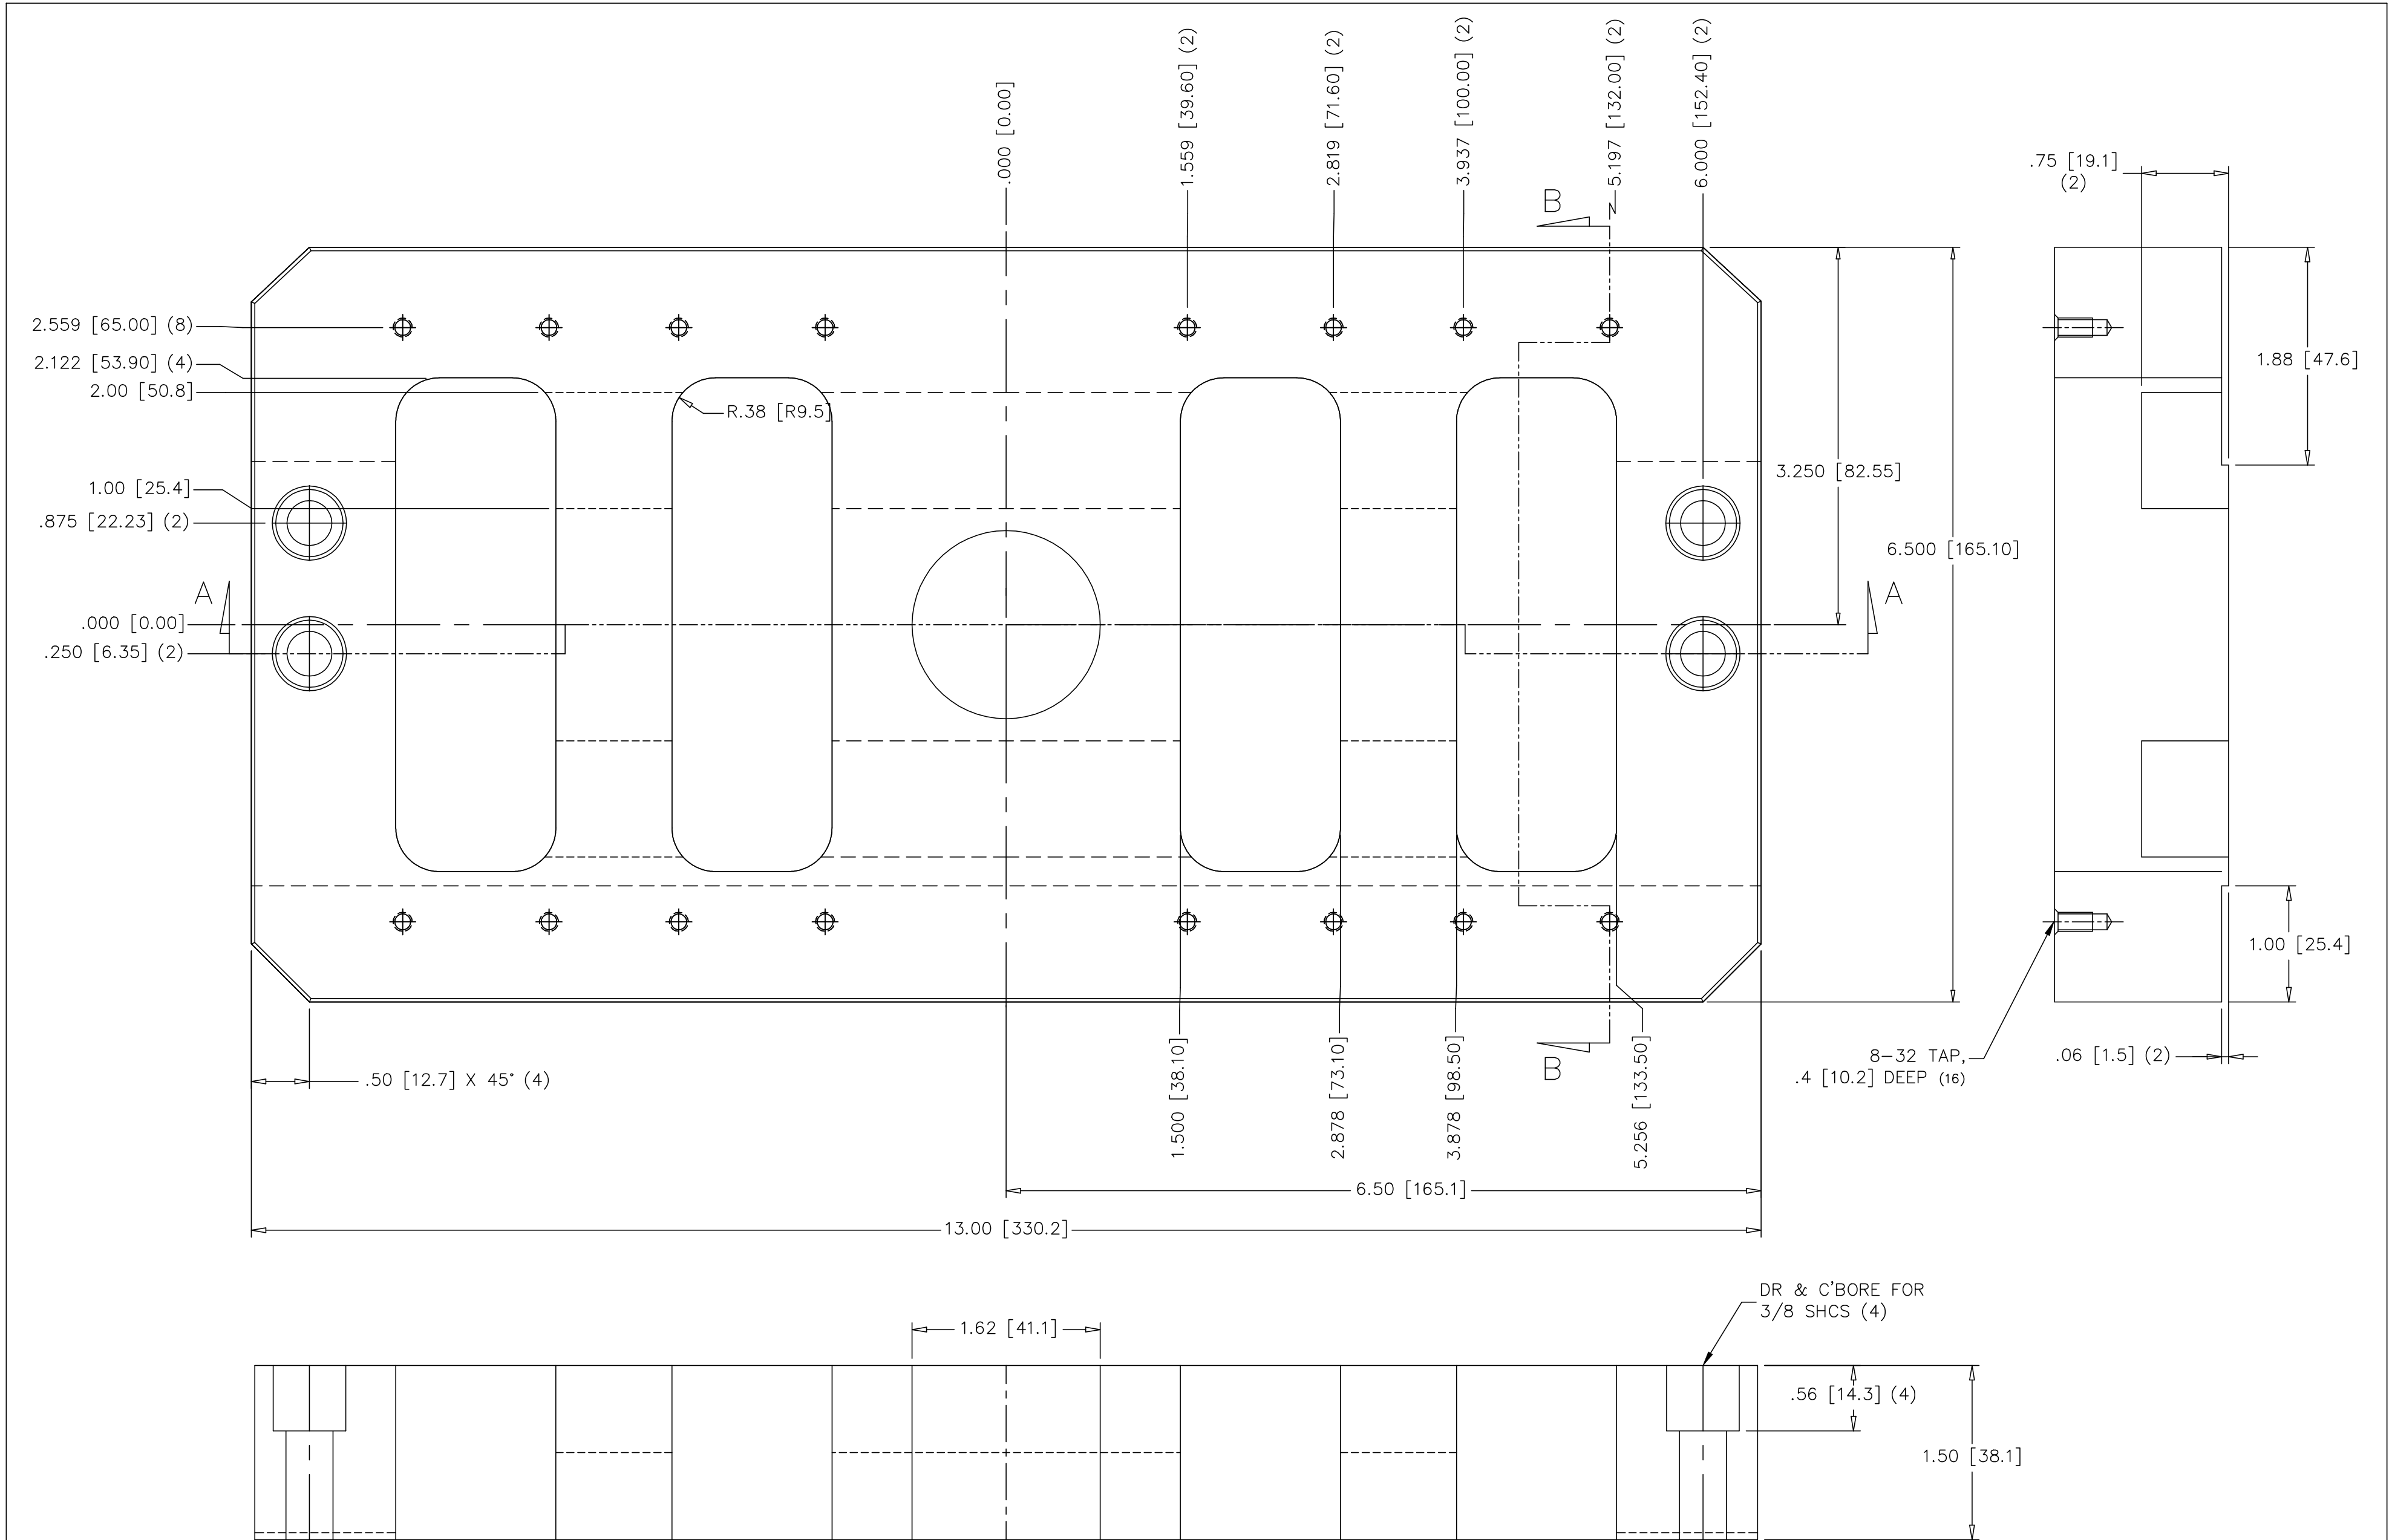 .000 [0.00]
1.559 [39.60] (2)
2.819 [71.60] (2)
3.937 [100.00] (2)
5.197 [132.00] (2)
6.000 [152.40] (2)
B
.75 [19.1]
(2)
2.559 [65.00] (8)
2.122 [53.90] (4)
2.00 [50.8]
R.38 [R9.5]
1.88 [47.6]
3.250 [82.55]
1.00 [25.4]
.875 [22.23] (2)
6.500 [165.10]
A
A
.000 [0.00]
.250 [6.35] (2)
1.00 [25.4]
8-32 TAP,
.4 [10.2] DEEP (16)
.06 [1.5] (2)
B
.50 [12.7] X 45° (4)
1.500 [38.10]
2.878 [73.10]
3.878 [98.50]
5.256 [133.50]
6.50 [165.1]
13.00 [330.2]
DR & C'BORE FOR
3/8 SHCS (4)
1.62 [41.1]
.56 [14.3] (4)
1.50 [38.1]